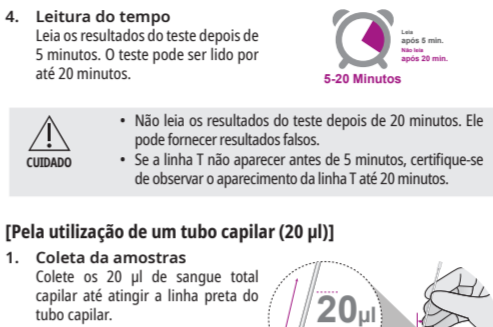 4. Leitura do tempo
Leia os resultados do teste depois de
5 minutos. O teste pode ser lido por
até 20 minutos.
Leia
após 5 min.
Não leia
após 20 min.
5-20 Minutos
CUIDADO
• Não leia os resultados do teste depois de 20 minutos. Ele
pode fornecer resultados falsos.
• Se a linha T não aparecer antes de 5 minutos, certifique-se
de observar o aparecimento da linha T até 20 minutos.
[Pela utilização de um tubo capilar (20 µl)]
1. Coleta da amostras
Colete os 20 µl de sangue total
capilar até atingir a linha preta do
tubo capilar.
20µl